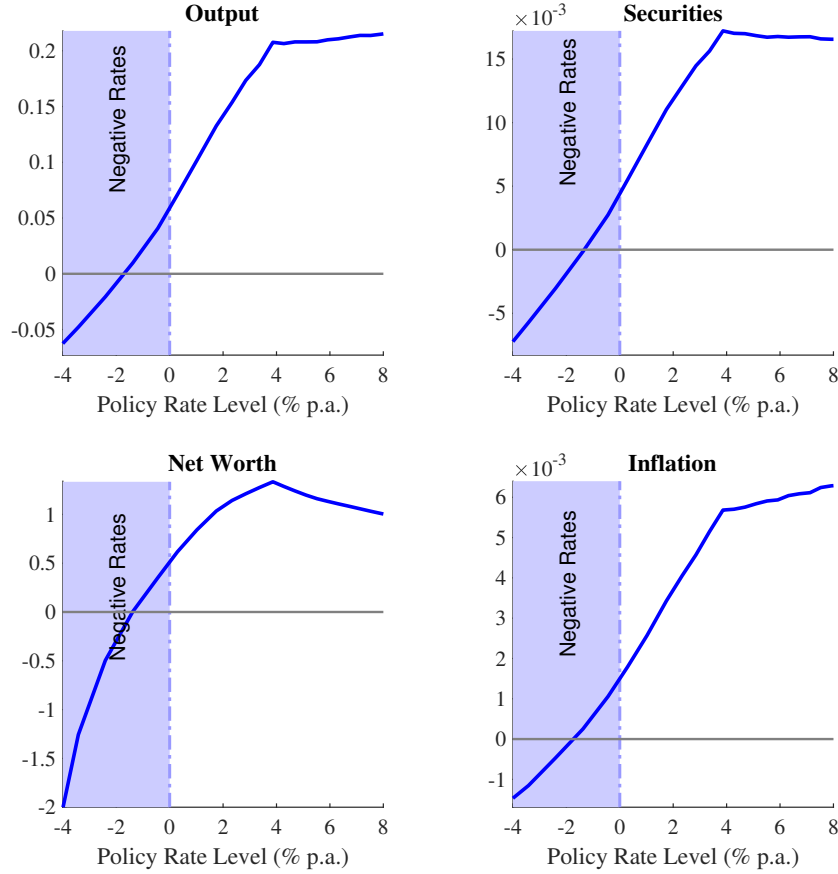 Output
0.2
0.15
0.1
0.05
0
-0.05
Negative Rates
-4 -2 0 2 4 6 8
Policy Rate Level (% p.a.)
Securities
×10-3
15
10
5
0
-5
Negative Rates
-4 -2 0 2 4 6 8
Policy Rate Level (% p.a.)
Net Worth
1
0.5
0
-0.5
-1
-1.5
-2
Negative Rates
-4 -2 0 2 4 6 8
Policy Rate Level (% p.a.)
Inflation
×10-3
6
5
4
3
2
1
0
-1
Negative Rates
-4 -2 0 2 4 6 8
Policy Rate Level (% p.a.)